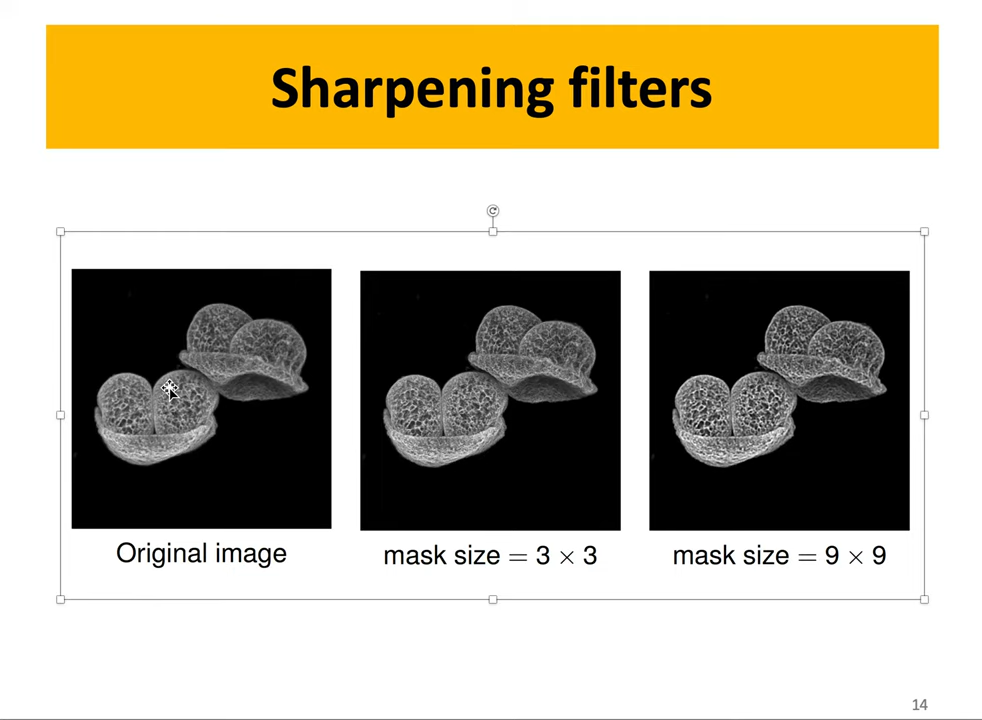 Sharpening filters
Original image
mask size = 3 × 3
mask size = 9 × 9
14